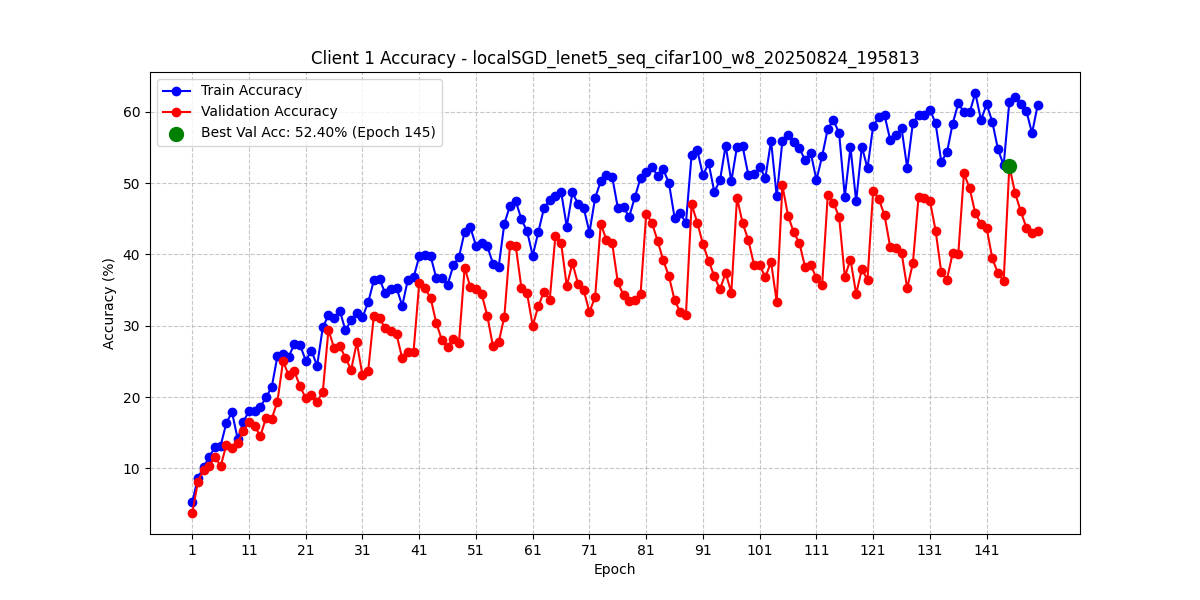 Client 1 Accuracy - localSGD_lenet5_seq_cifar100_w8_20250824_195813
Train Accuracy
Validation Accuracy
Best Val Acc: 52.40% (Epoch 145)
Accuracy (%)
60
50
40
30
20
10
1 11 21 31 41 51 61 71 81 91 101 111 121 131 141
Epoch